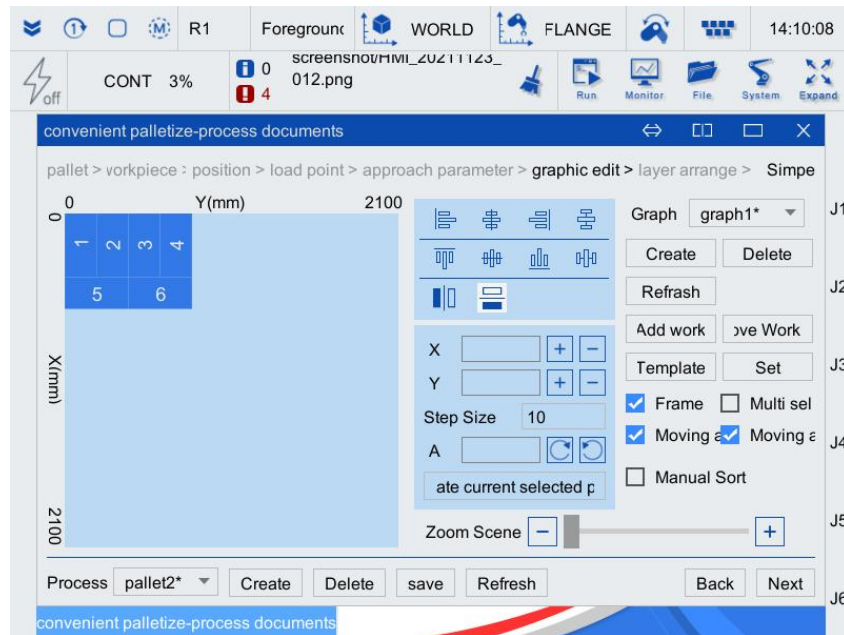 R1 Foregrounc WORLD FLANGE 14:10:08
off CONT 3% 0 screenshot/HMI_20211123_
4 012.png
Run Monitor File System Expand
convenient palletize-process documents
pallet > vorkpiece : position > load point > approach parameter > graphic edit > layer arrange > Simpe
0 Y(mm) 2100
0
1 2 3 4
5 6
X(mm)
2100
X + −
Y + −
Step Size 10
A
ate current selected p
Zoom Scene − +
Graph graph1*
Create Delete
Refrash
Add work ove Work
Template Set
Frame Multi sel
Moving a Moving a
Manual Sort
J1
J2
J3
J4
J5
J6
Process pallet2* Create Delete save Refresh Back Next
convenient palletize-process documents